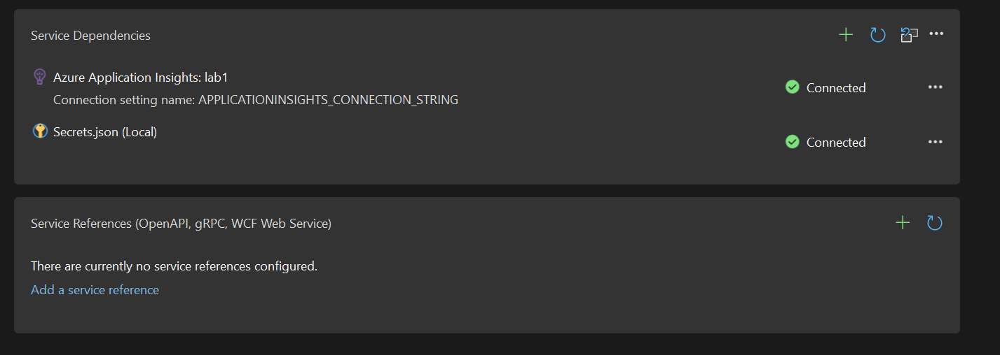 Service Dependencies
Azure Application Insights: lab1
Connection setting name: APPLICATIONINSIGHTS_CONNECTION_STRING
Connected
Secrets.json (Local)
Connected
Service References (OpenAPI, gRPC, WCF Web Service)
There are currently no service references configured.
Add a service reference